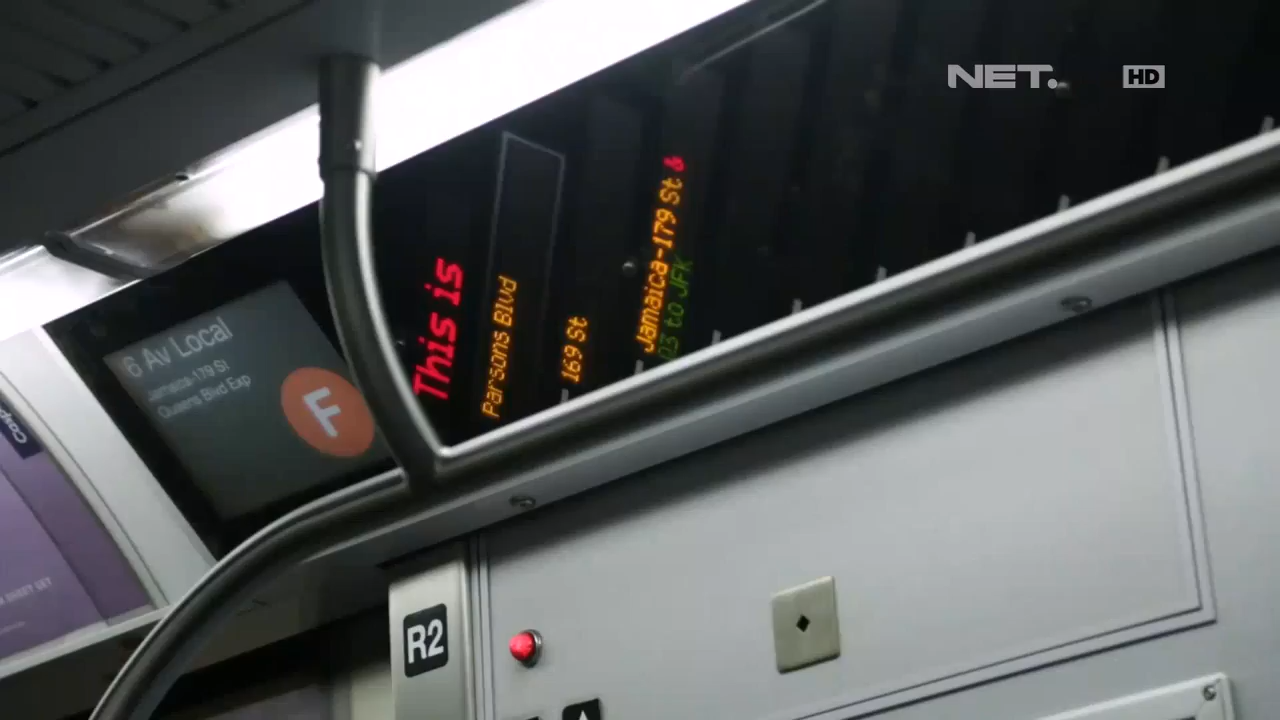 NET.
HD
6 Av Local
Jamaica-179 St
Queens Blvd Exp
F
This is
Parsons Blvd
169 St
Jamaica-179 St &
to JFK
R2